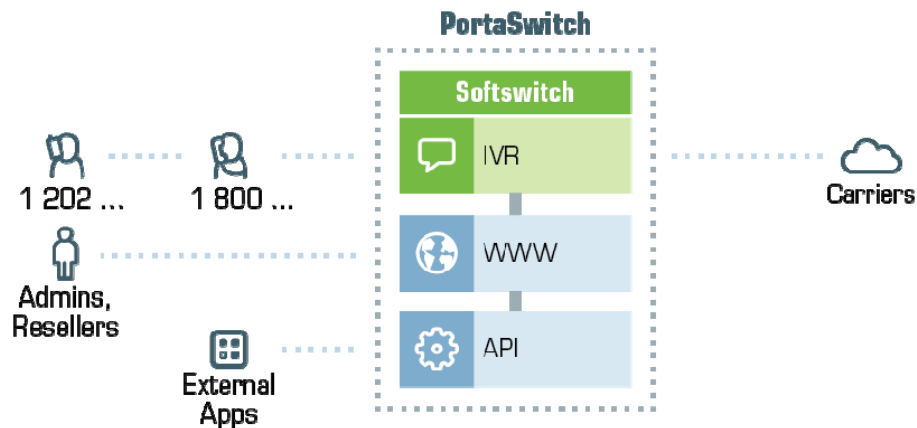 PortaSwitch
Softswitch
IVR
1 202 ...
1 800 ...
Carriers
WWW
Admins,
Resellers
API
External
Apps